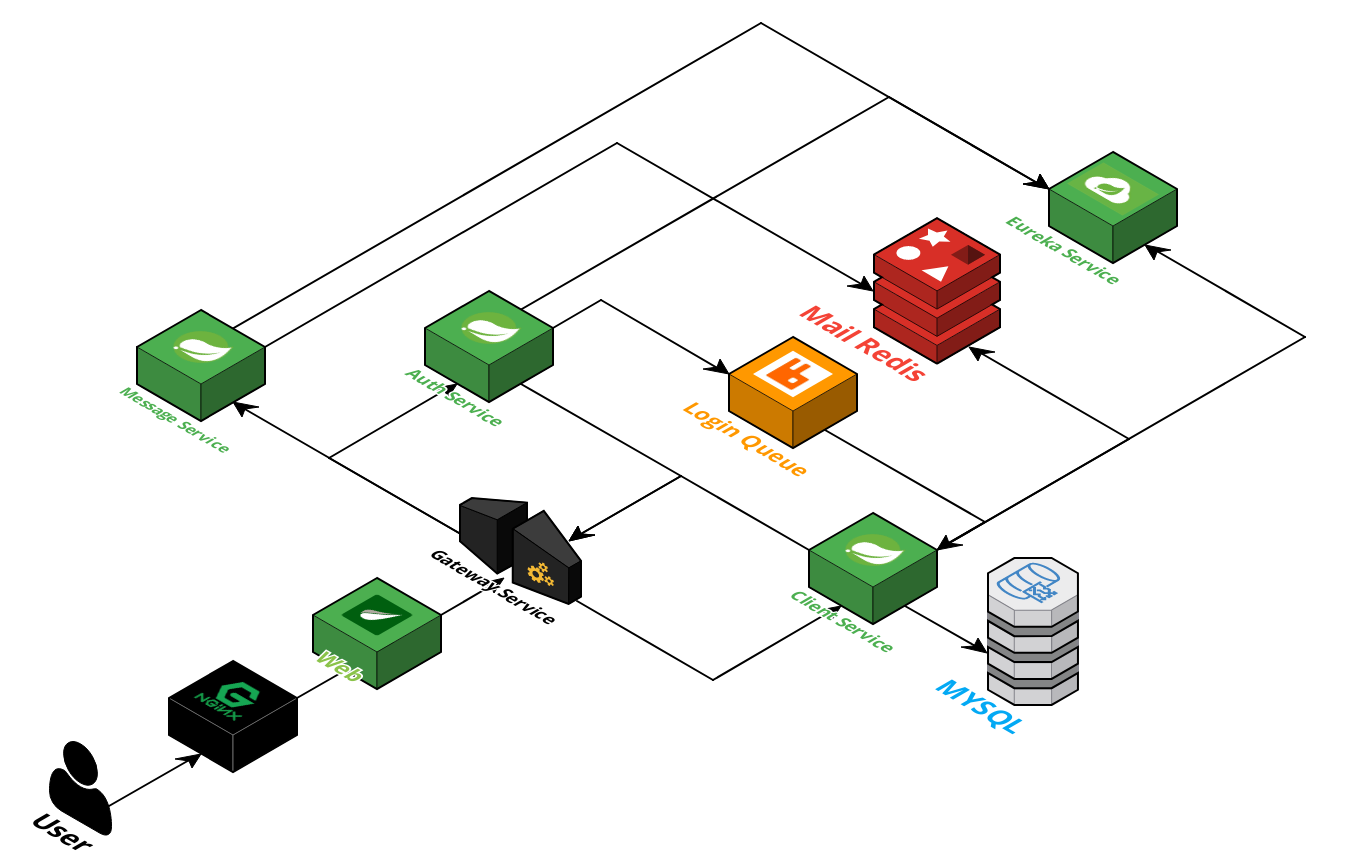 Eureka Service
Mail Redis
Message Service
Auth Service
Login Queue
Gateway Service
Client Service
Web
MYSQL
NGiNX
User